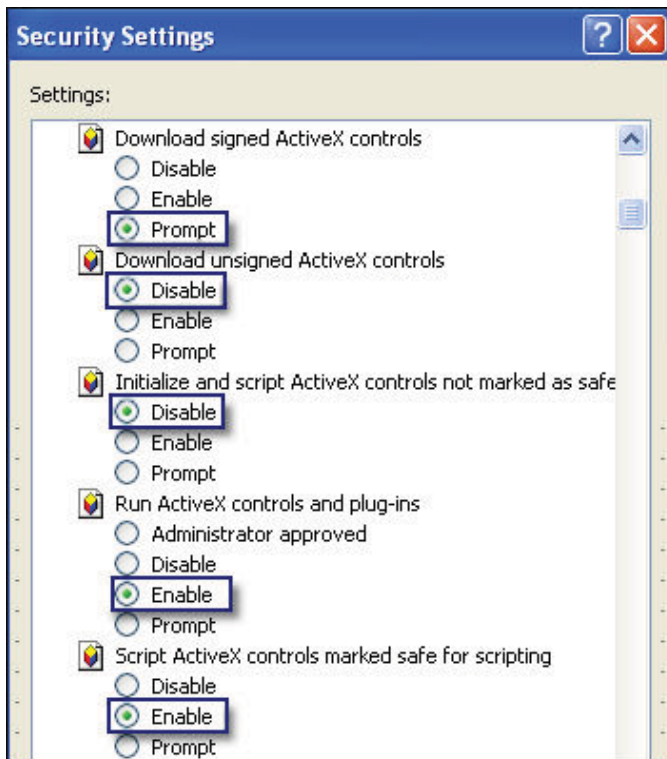 Security Settings
Settings:
Download signed ActiveX controls
Disable
Enable
Prompt
Download unsigned ActiveX controls
Disable
Enable
Prompt
Initialize and script ActiveX controls not marked as safe
Disable
Enable
Prompt
Run ActiveX controls and plug-ins
Administrator approved
Disable
Enable
Prompt
Script ActiveX controls marked safe for scripting
Disable
Enable
Prompt